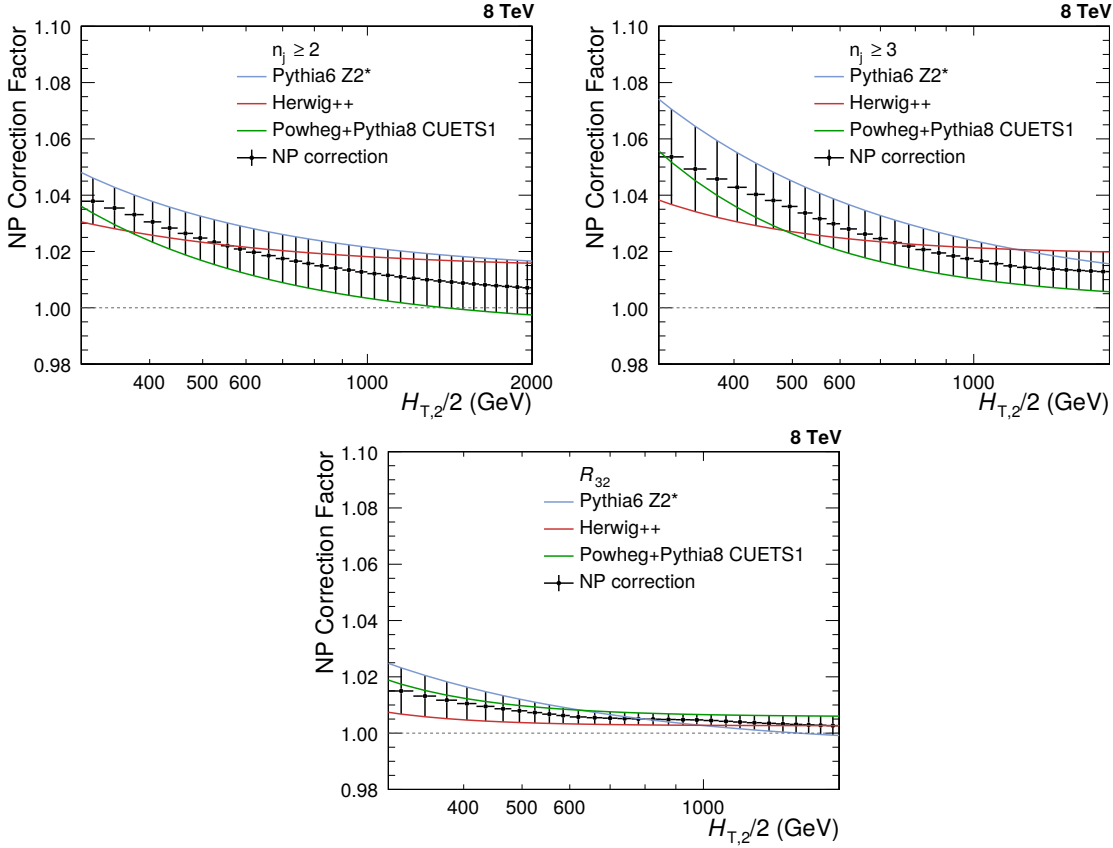 8 TeV
NP Correction Factor
1.10
1.08
1.06
1.04
1.02
1.00
0.98
n_j ≥ 2
Pythia6 Z2*
Herwig++
Powheg+Pythia8 CUETS1
NP correction
400 500 600 1000 2000
H_T,2/2 (GeV)
8 TeV
NP Correction Factor
1.10
1.08
1.06
1.04
1.02
1.00
0.98
n_j ≥ 3
Pythia6 Z2*
Herwig++
Powheg+Pythia8 CUETS1
NP correction
400 500 600 1000
H_T,2/2 (GeV)
8 TeV
NP Correction Factor
1.10
1.08
1.06
1.04
1.02
1.00
0.98
R_32
Pythia6 Z2*
Herwig++
Powheg+Pythia8 CUETS1
NP correction
400 500 600 1000
H_T,2/2 (GeV)